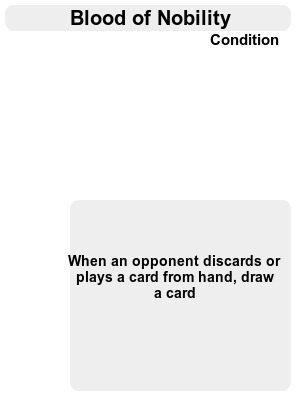 Blood of Nobility
Condition
When an opponent discards or
plays a card from hand, draw
a card